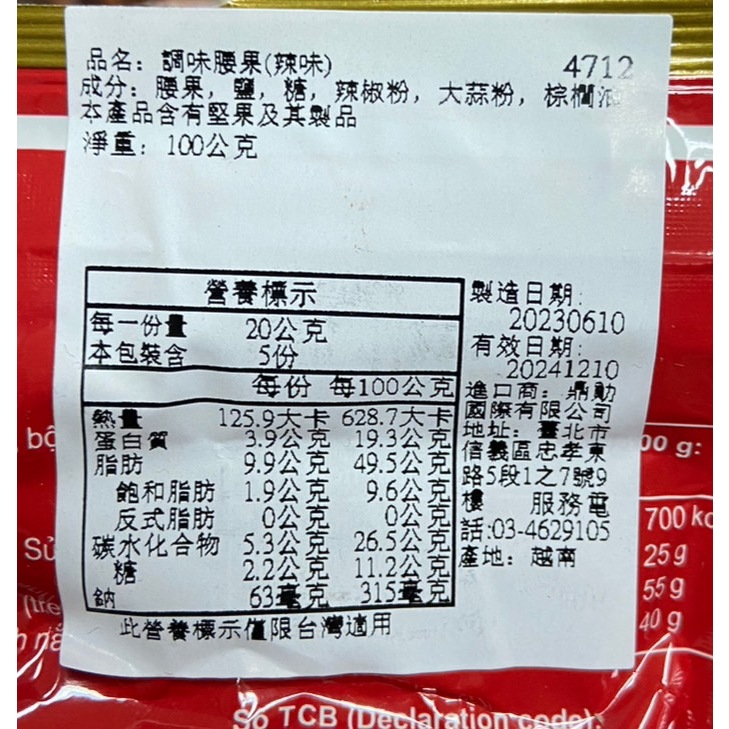 品名：調味腰果(辣味) 4712
成分：腰果，鹽，糖，辣椒粉，大蒜粉，棕櫚油
本產品含有堅果及其製品
淨重：100公克
營養標示
每一份量 20公克
本包裝含 5份
每份 每100公克
熱量 125.9大卡 628.7大卡
蛋白質 3.9公克 19.3公克
脂肪 9.9公克 49.5公克
飽和脂肪 1.9公克 9.6公克
反式脂肪 0公克 0公克
碳水化合物 5.3公克 26.5公克
糖 2.2公克 11.2公克
鈉 63毫克 315毫克
此營養標示僅限台灣適用
製造日期：
20230610
有效日期：
20241210
進口商：鼎勛
國際有限公司
地址：臺北市
信義區忠孝東
路5段1之7號9
樓 服務電
話:03-4629105
產地：越南
00 g:
700 kc
25 g
55 g
40 g
bộ
Sử
(tre
Số TCB (Declaration code):